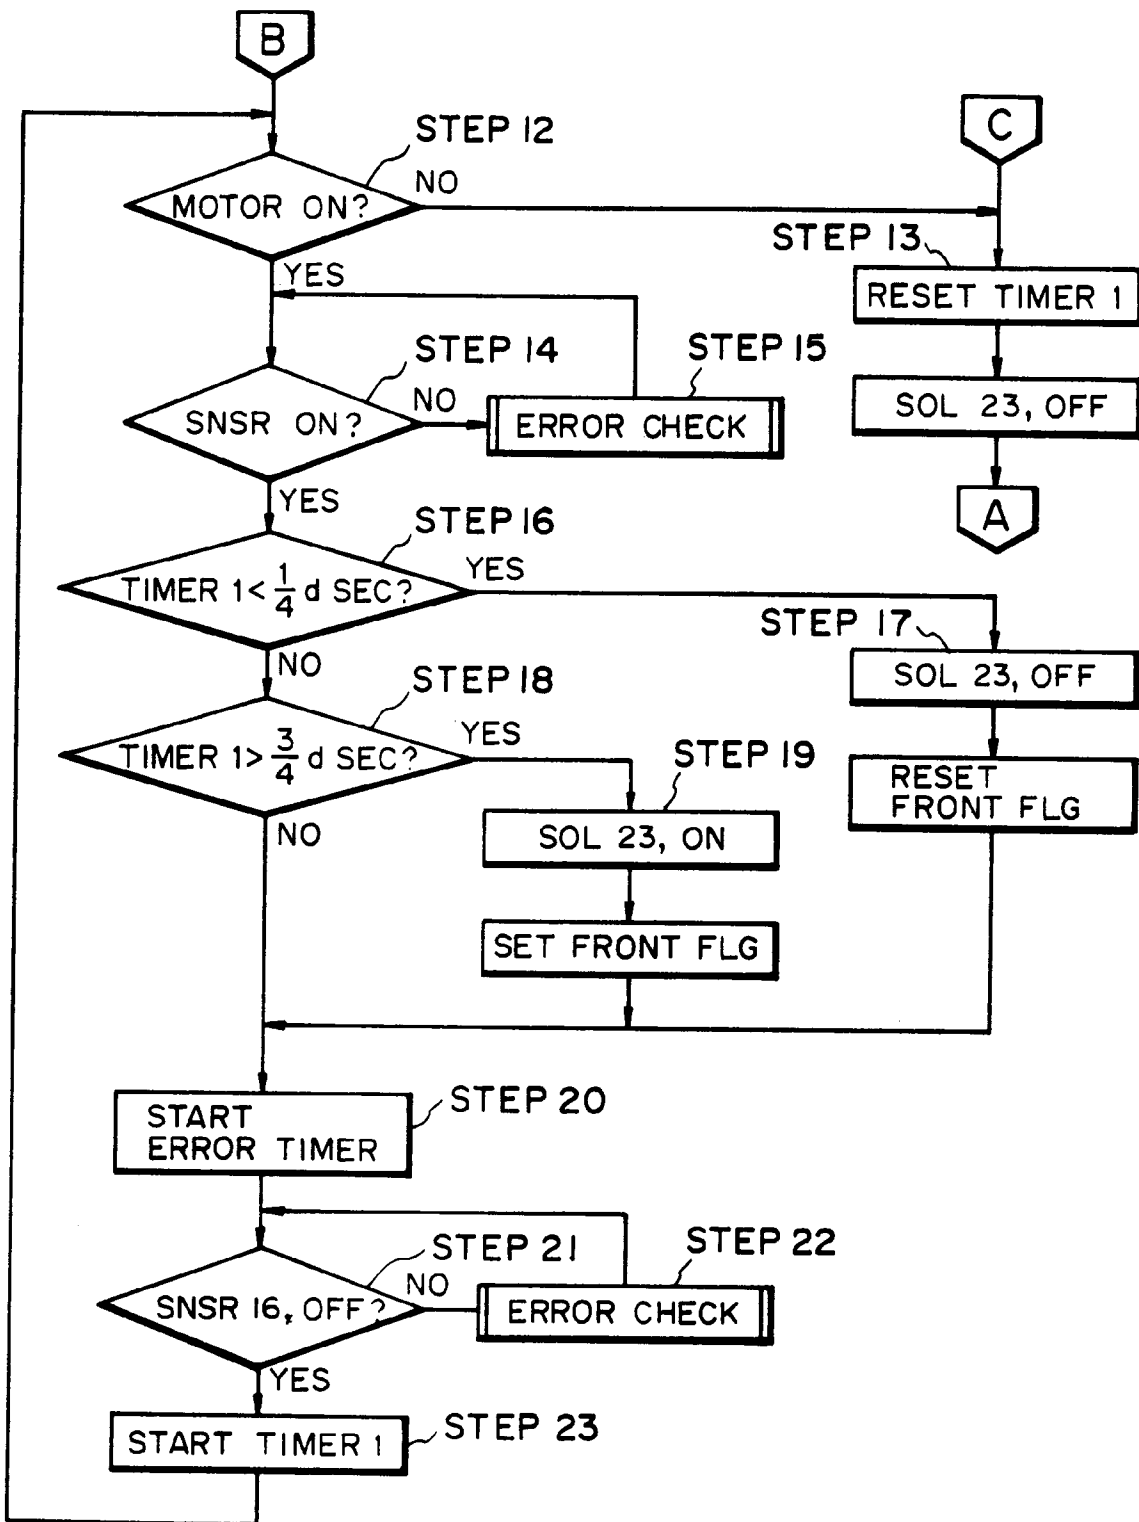 B
STEP 12
C
MOTOR ON?
NO
STEP 13
YES
RESET TIMER 1
STEP 14
STEP 15
SNSR ON?
NO
ERROR CHECK
SOL 23, OFF
YES
A
STEP 16
TIMER 1 < 1/4 d SEC?
YES
STEP 17
NO
SOL 23, OFF
STEP 18
TIMER 1 > 3/4 d SEC?
YES
STEP 19
RESET
FRONT FLG
NO
SOL 23, ON
SET FRONT FLG
STEP 20
START
ERROR TIMER
STEP 21
STEP 22
SNSR 16, OFF?
NO
ERROR CHECK
YES
STEP 23
START TIMER 1